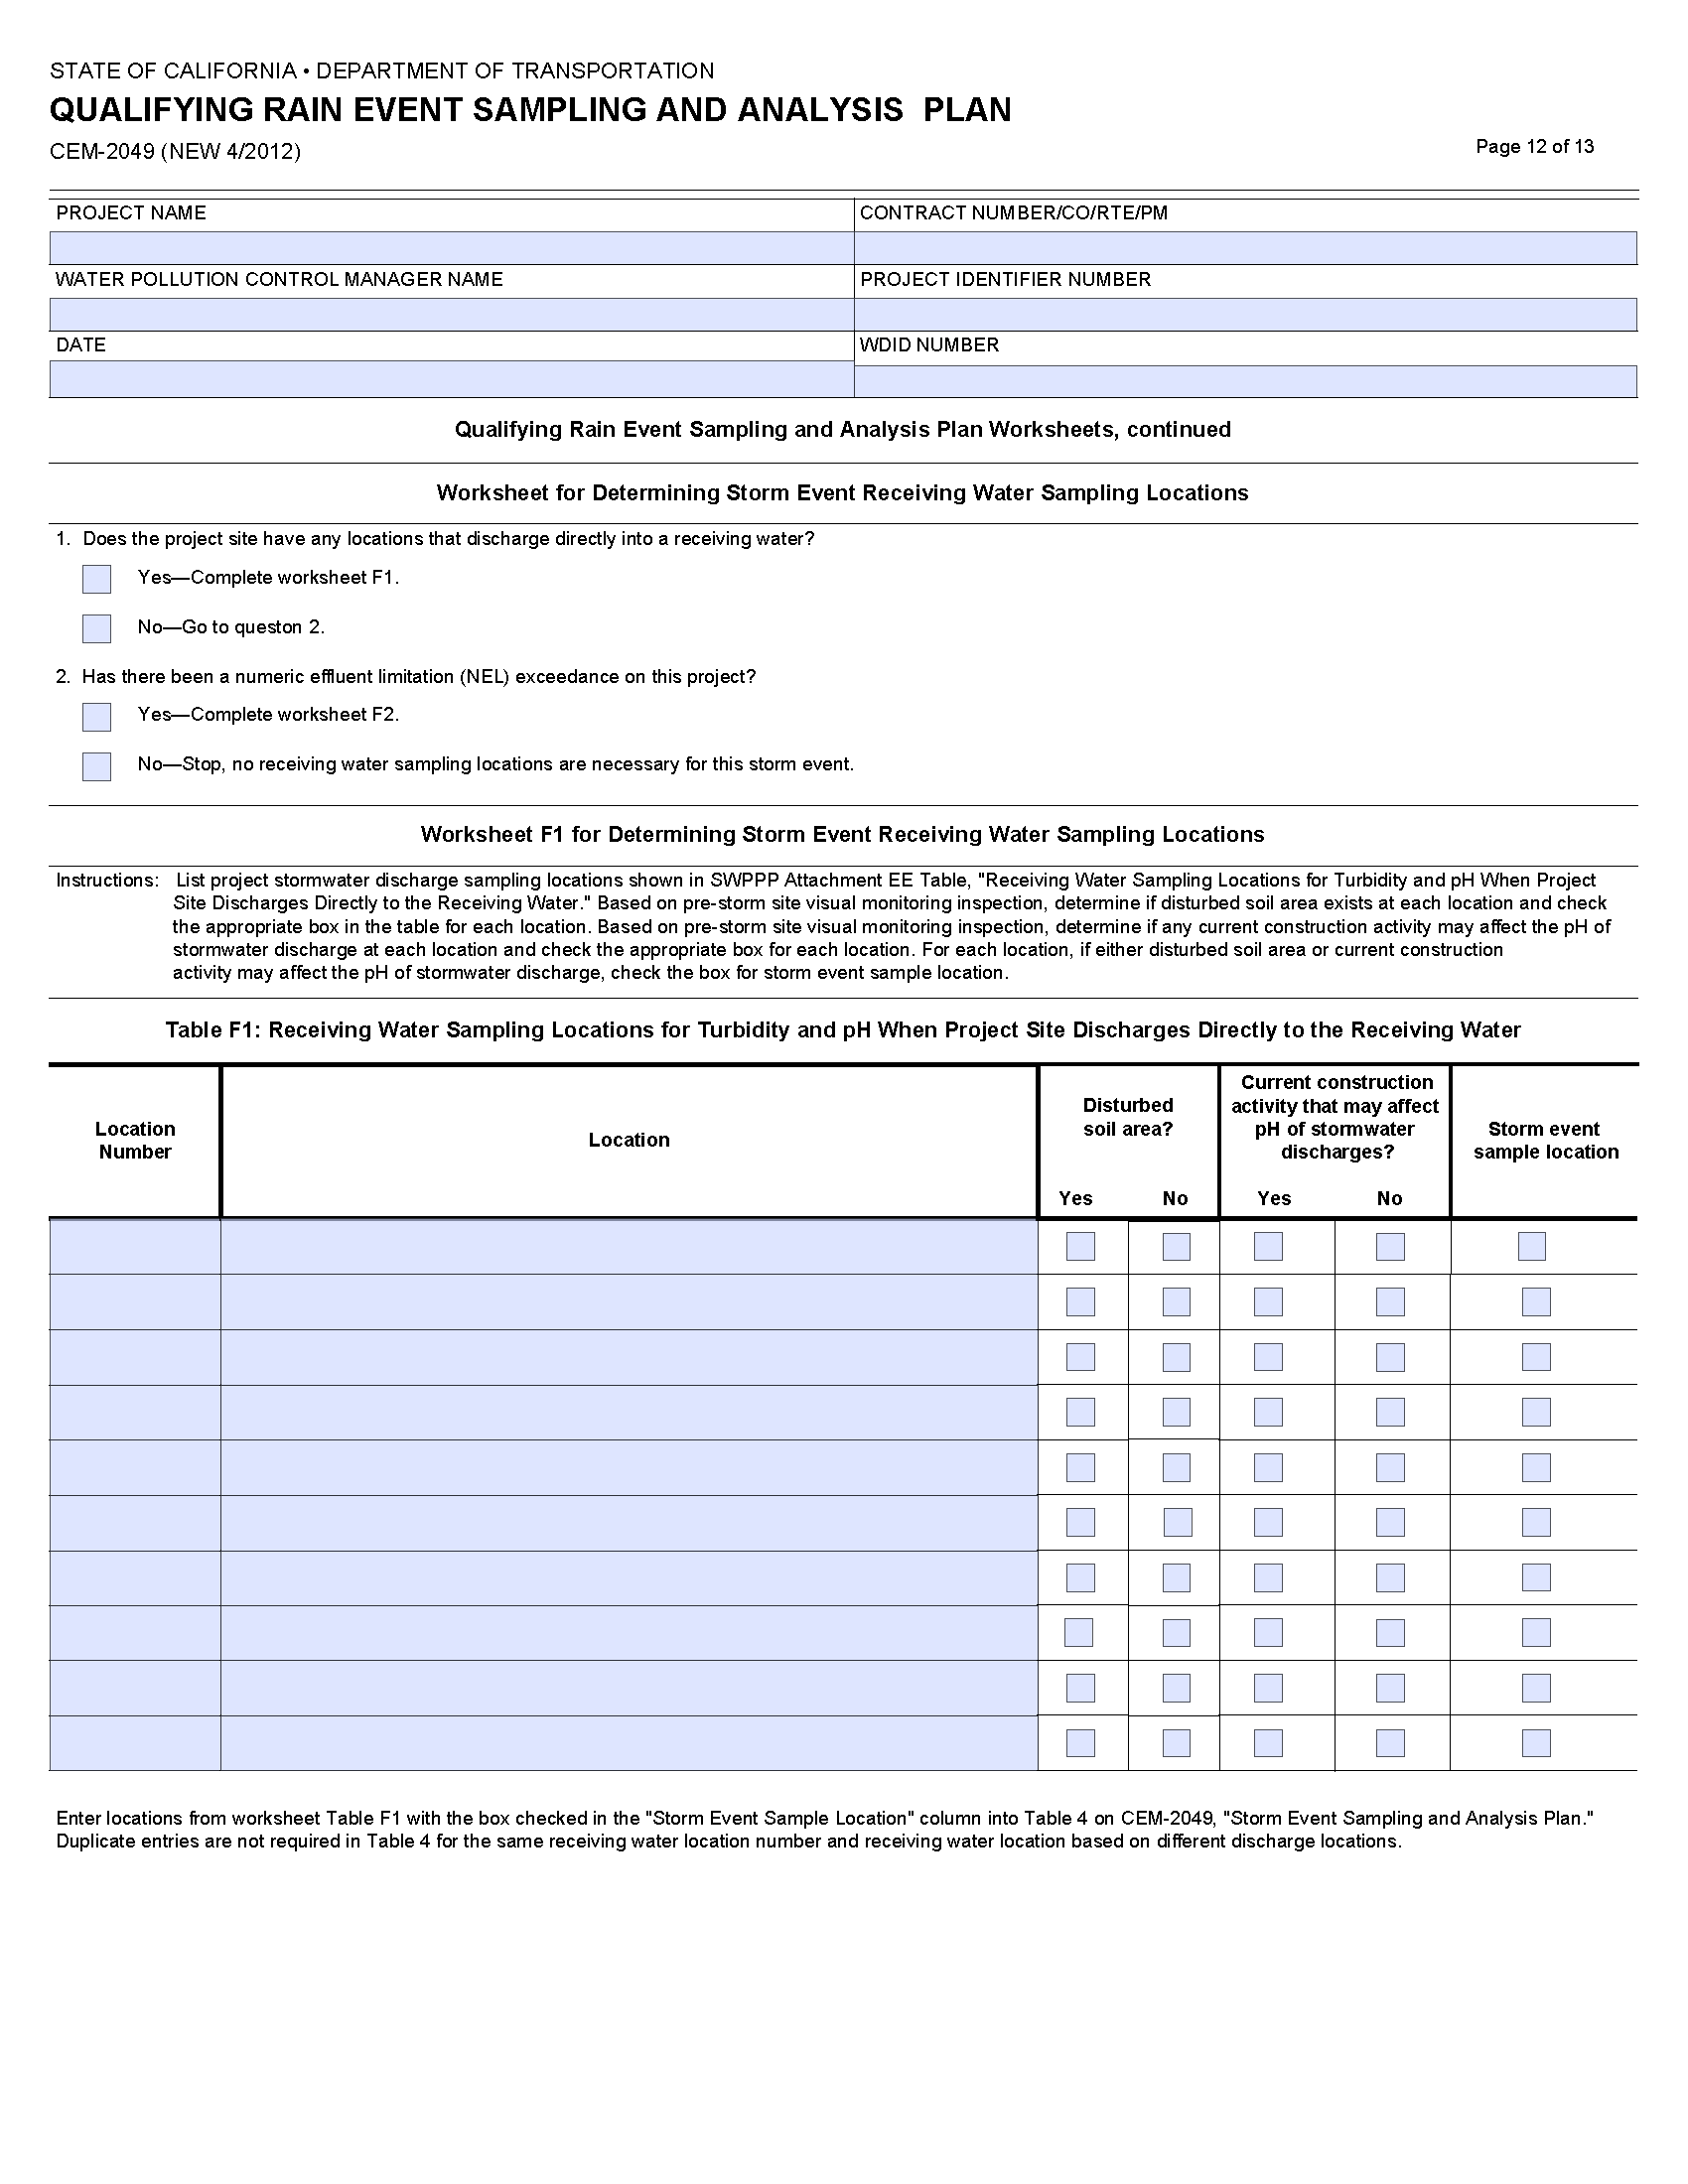 STATE OF CALIFORNIA • DEPARTMENT OF TRANSPORTATION
QUALIFYING RAIN EVENT SAMPLING AND ANALYSIS PLAN
CEM-2049 (NEW 4/2012)
Page 12 of 13
PROJECT NAME
CONTRACT NUMBER/CO/RTE/PM
WATER POLLUTION CONTROL MANAGER NAME
PROJECT IDENTIFIER NUMBER
DATE
WDID NUMBER
Qualifying Rain Event Sampling and Analysis Plan Worksheets, continued
Worksheet for Determining Storm Event Receiving Water Sampling Locations
1. Does the project site have any locations that discharge directly into a receiving water?
Yes—Complete worksheet F1.
No—Go to queston 2.
2. Has there been a numeric effluent limitation (NEL) exceedance on this project?
Yes—Complete worksheet F2.
No—Stop, no receiving water sampling locations are necessary for this storm event.
Worksheet F1 for Determining Storm Event Receiving Water Sampling Locations
Instructions: List project stormwater discharge sampling locations shown in SWPPP Attachment EE Table, "Receiving Water Sampling Locations for Turbidity and pH When Project
Site Discharges Directly to the Receiving Water." Based on pre-storm site visual monitoring inspection, determine if disturbed soil area exists at each location and check
the appropriate box in the table for each location. Based on pre-storm site visual monitoring inspection, determine if any current construction activity may affect the pH of
stormwater discharge at each location and check the appropriate box for each location. For each location, if either disturbed soil area or current construction
activity may affect the pH of stormwater discharge, check the box for storm event sample location.
Table F1: Receiving Water Sampling Locations for Turbidity and pH When Project Site Discharges Directly to the Receiving Water
Location
Number
Location
Disturbed
soil area?
Yes No
Current construction
activity that may affect
pH of stormwater
discharges?
Yes No
Storm event
sample location
Enter locations from worksheet Table F1 with the box checked in the "Storm Event Sample Location" column into Table 4 on CEM-2049, "Storm Event Sampling and Analysis Plan."
Duplicate entries are not required in Table 4 for the same receiving water location number and receiving water location based on different discharge locations.